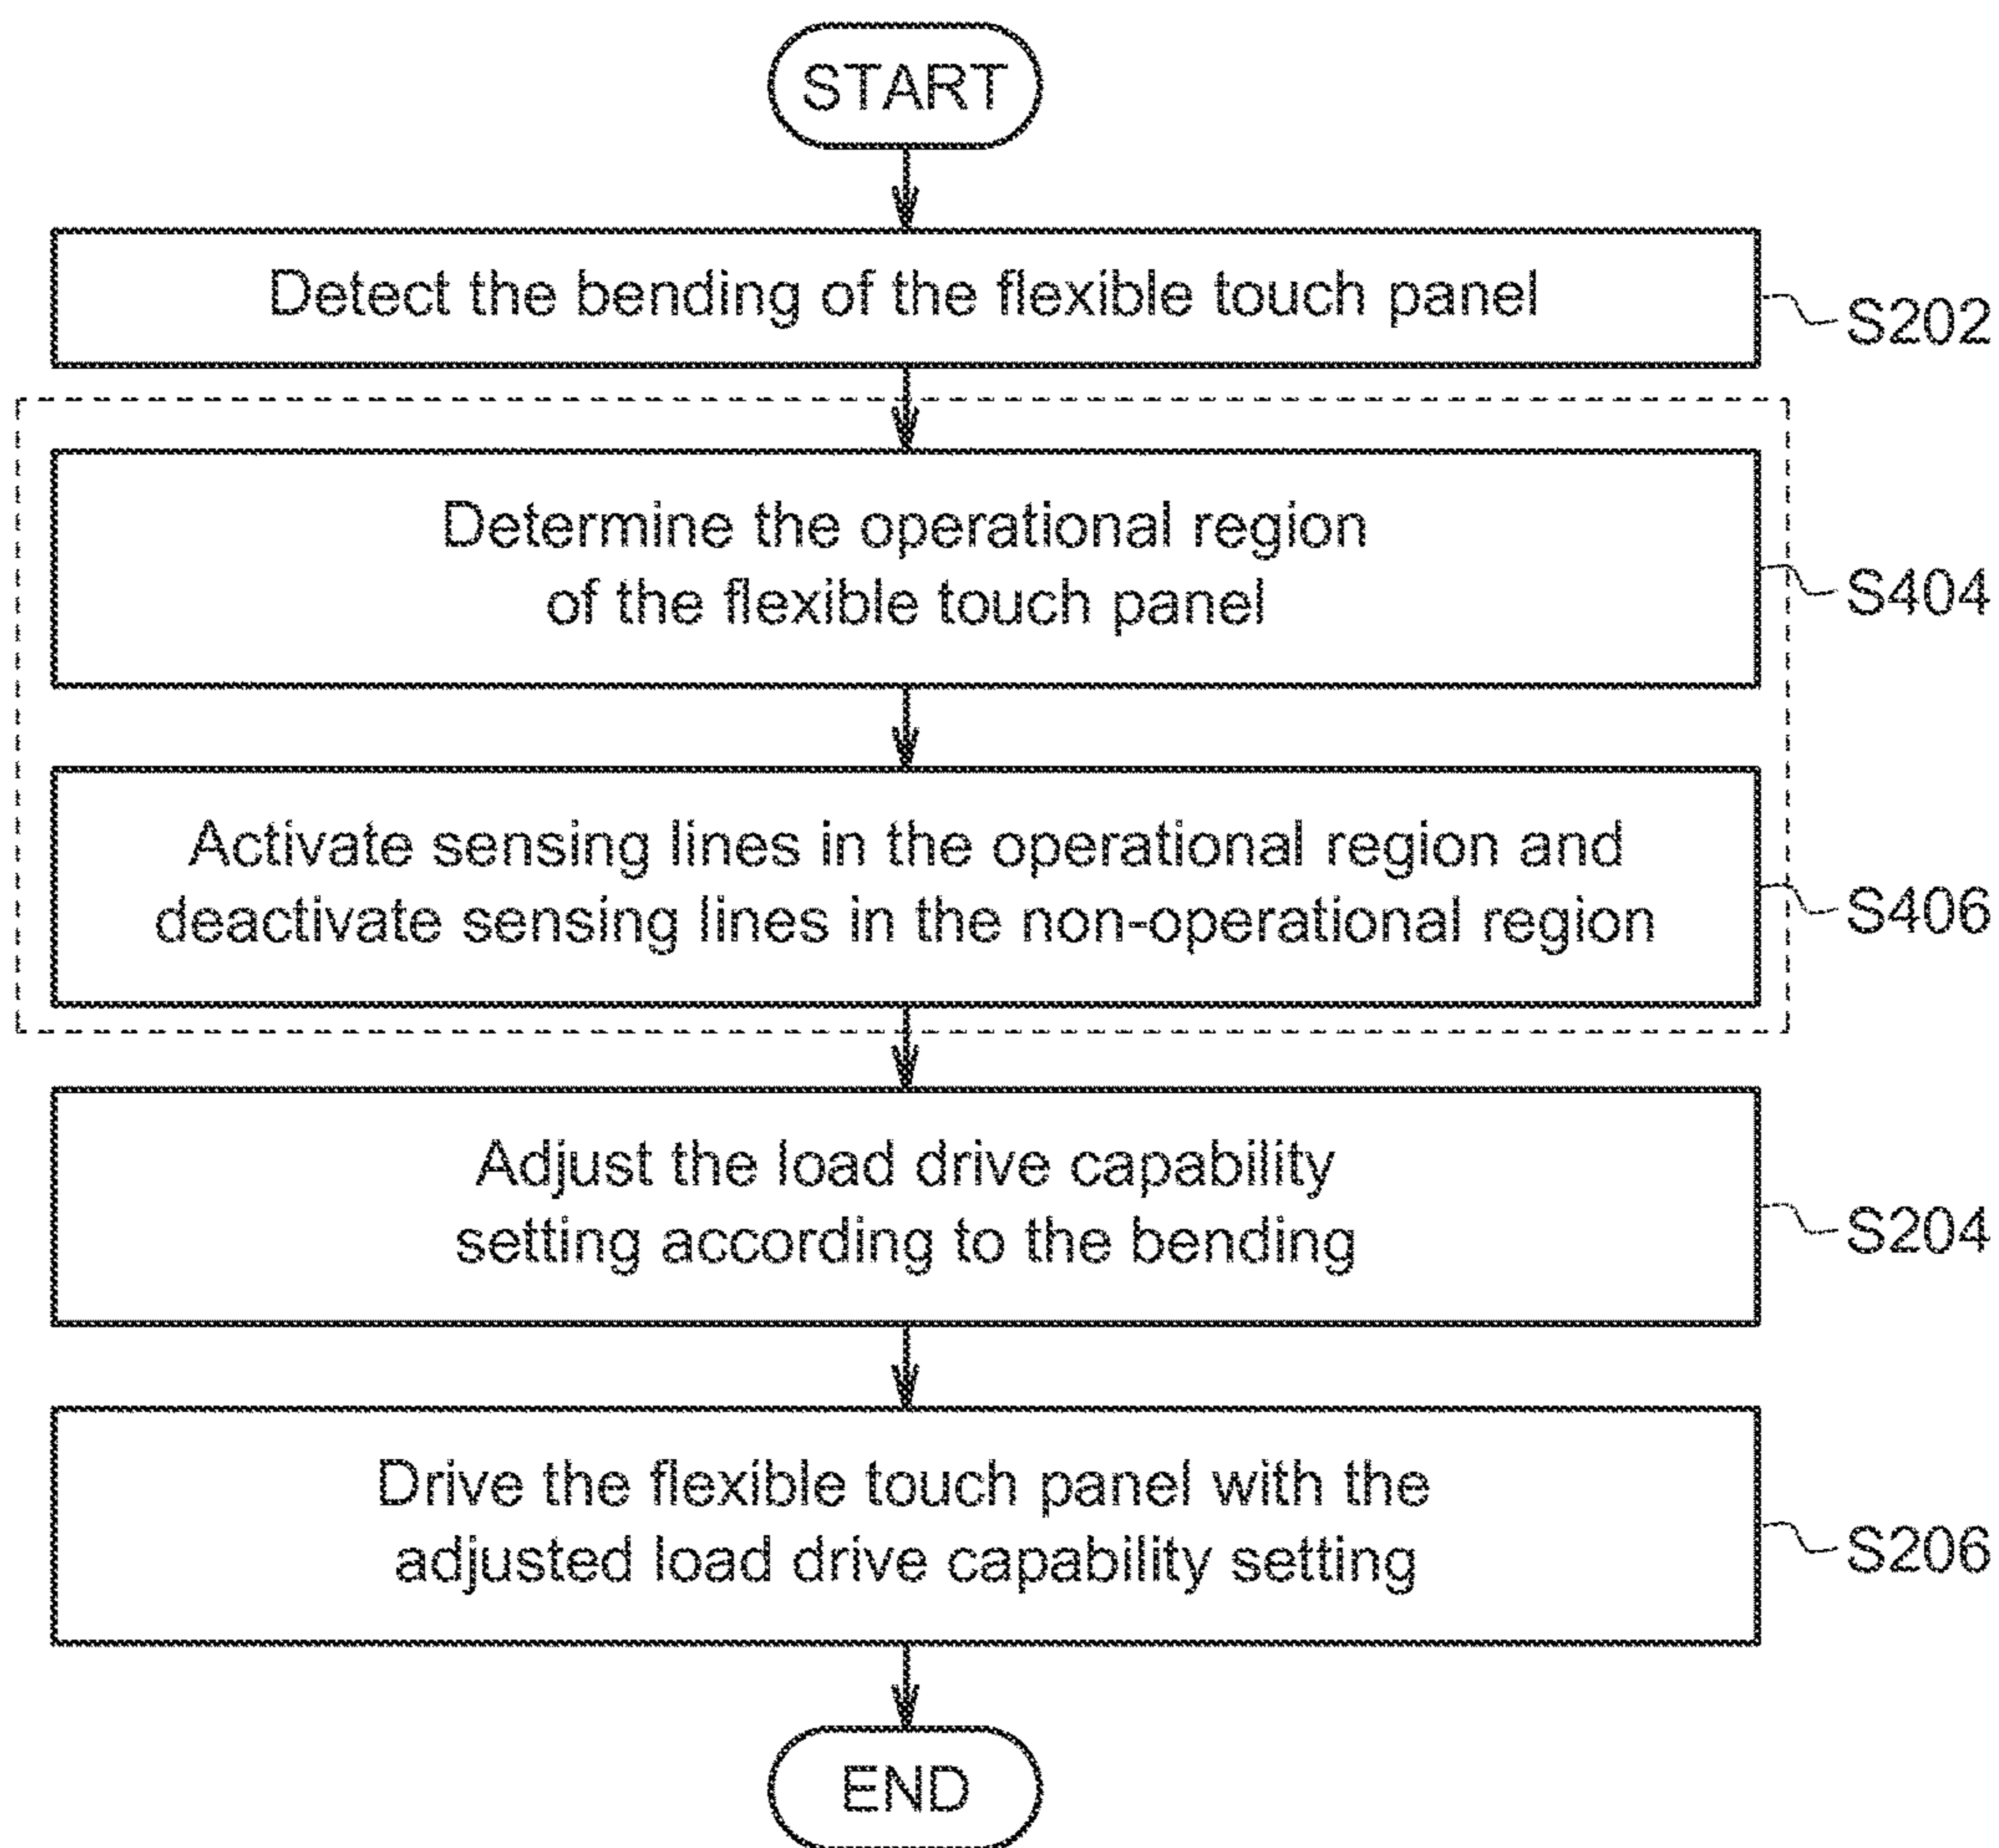 START
Detect the bending of the flexible touch panel
S202
Determine the operational region
of the flexible touch panel
S404
Activate sensing lines in the operational region and
deactivate sensing lines in the non-operational region
S406
Adjust the load drive capability
setting according to the bending
S204
Drive the flexible touch panel with the
adjusted load drive capability setting
S206
END